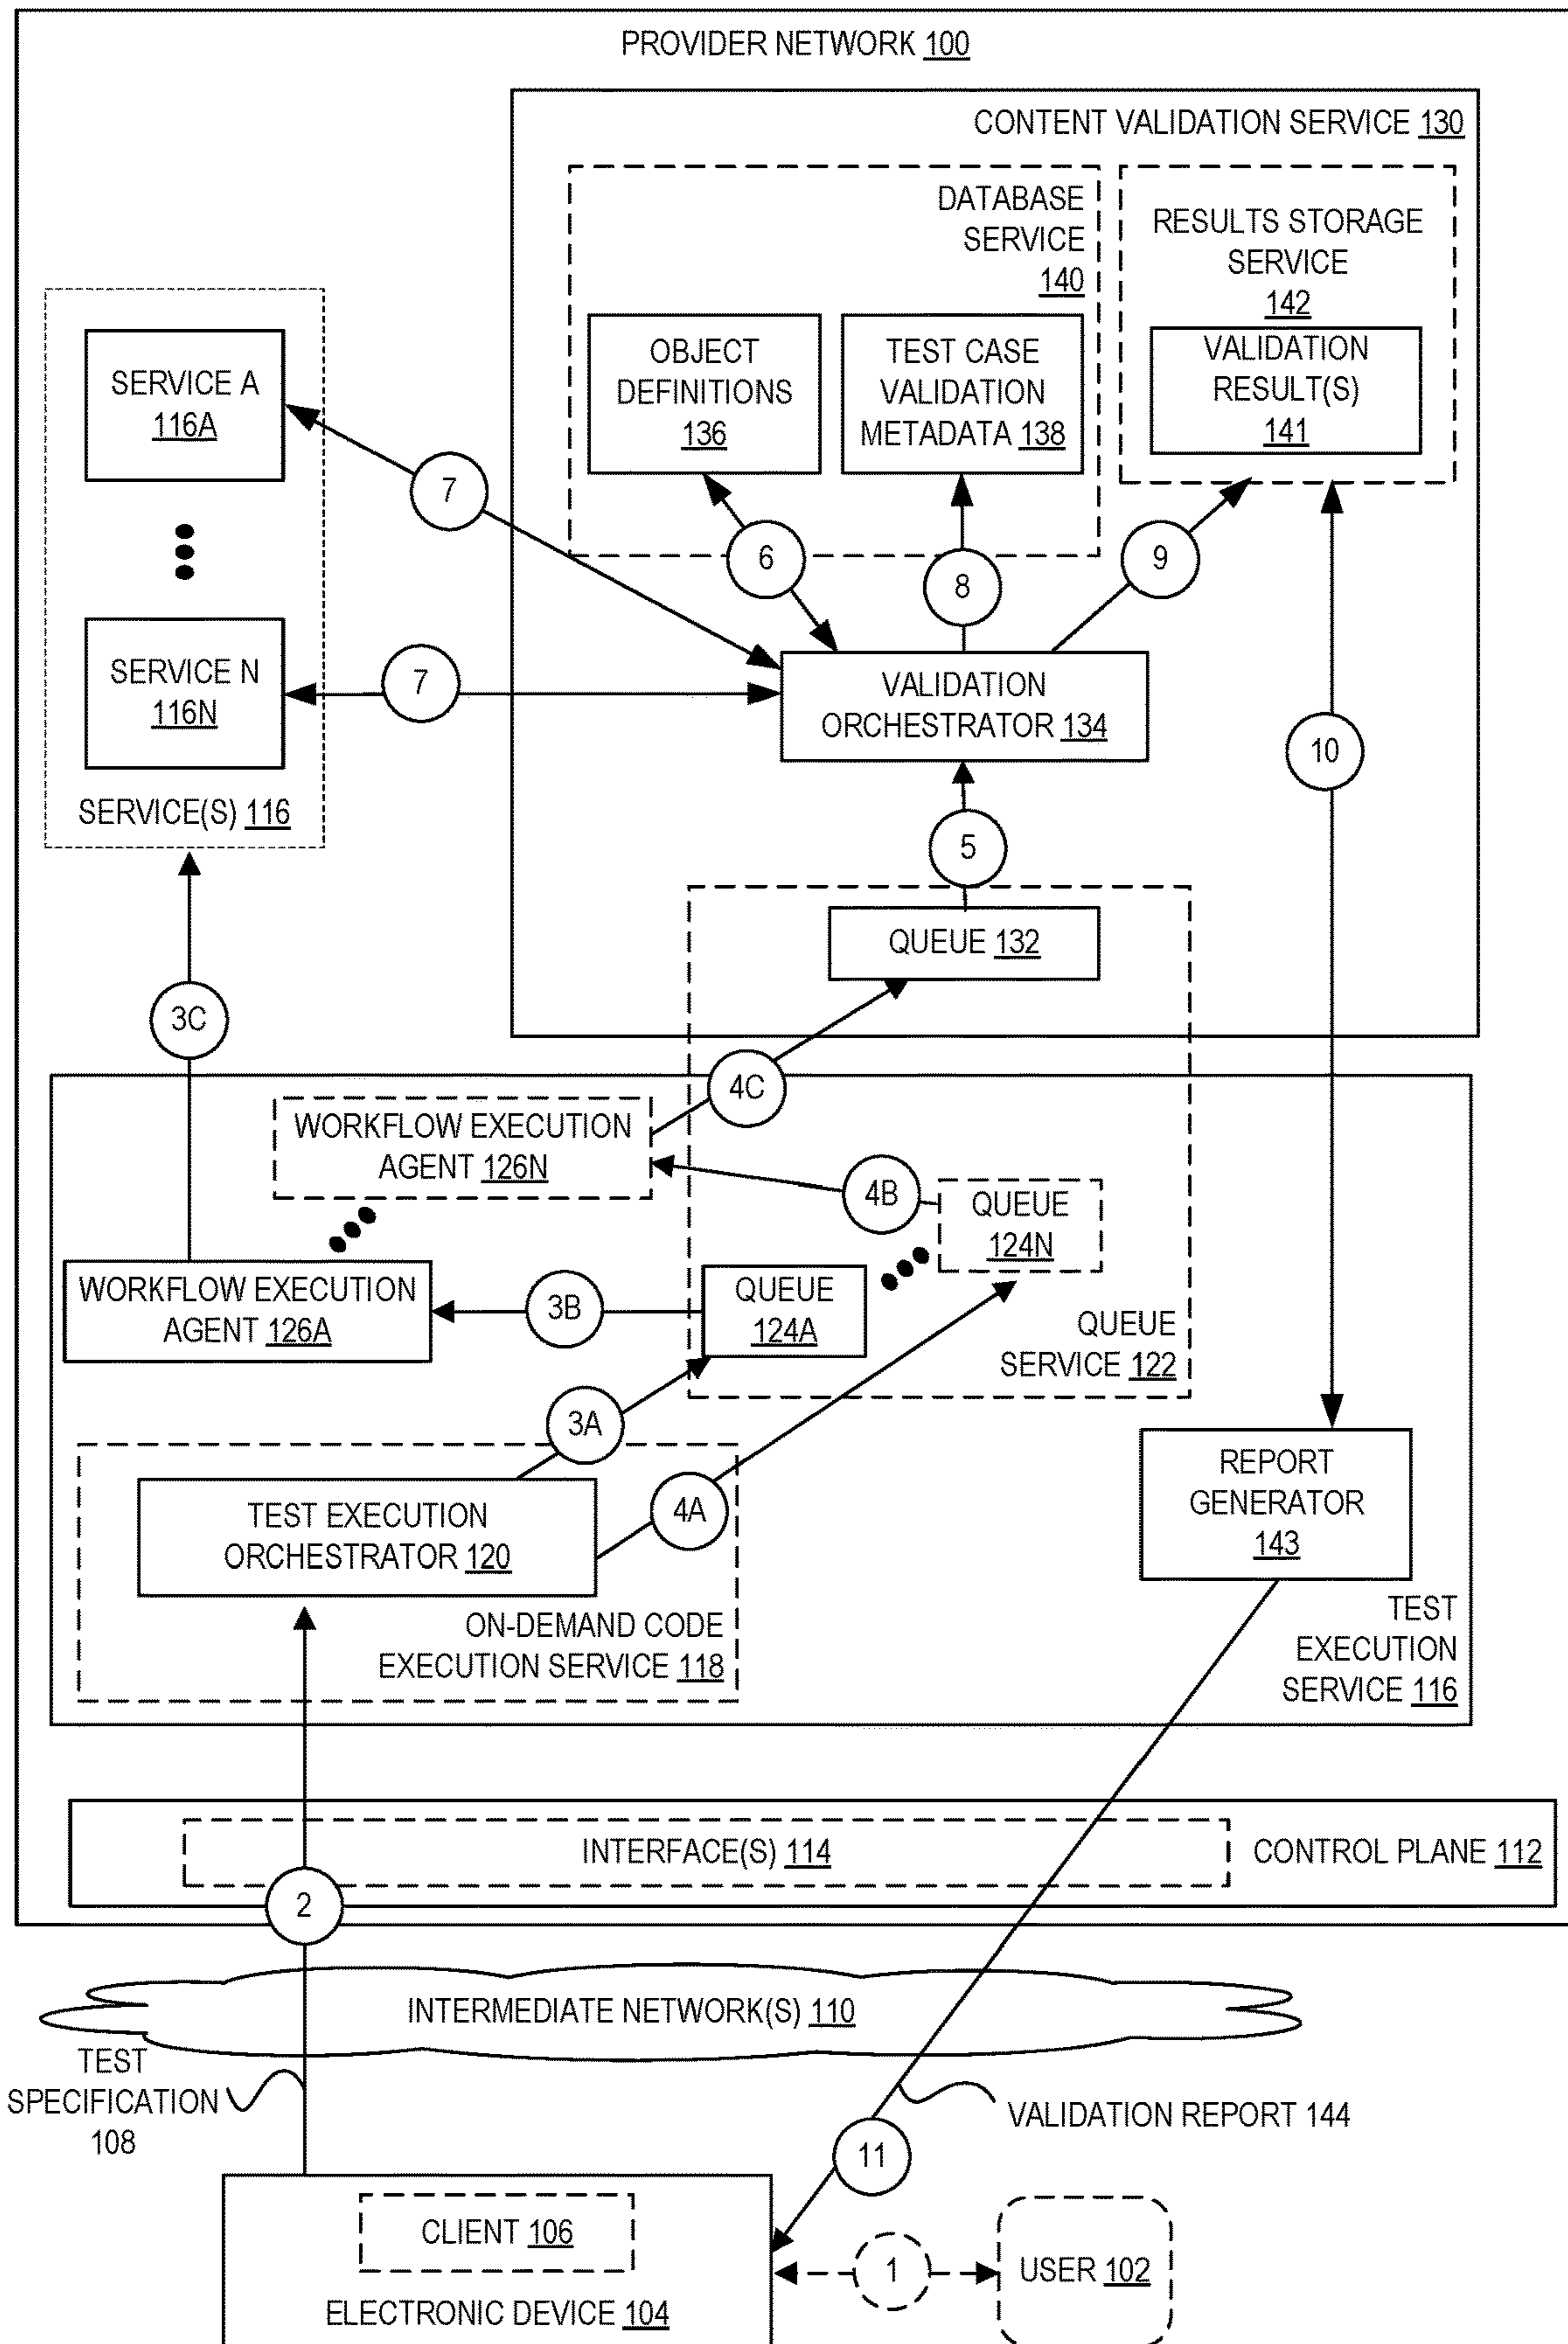 PROVIDER NETWORK 100
CONTENT VALIDATION SERVICE 130
DATABASE
SERVICE
140
RESULTS STORAGE
SERVICE
142
VALIDATION
RESULT(S)
141
OBJECT
DEFINITIONS
136
TEST CASE
VALIDATION
METADATA 138
SERVICE A
116A
7
6
8
9
SERVICE N
116N
7
VALIDATION
ORCHESTRATOR 134
10
SERVICE(S) 116
5
QUEUE 132
3C
4C
WORKFLOW EXECUTION
AGENT 126N
4B
QUEUE
124N
WORKFLOW EXECUTION
AGENT 126A
3B
QUEUE
124A
QUEUE
SERVICE 122
3A
4A
TEST EXECUTION
ORCHESTRATOR 120
REPORT
GENERATOR
143
ON-DEMAND CODE
EXECUTION SERVICE 118
TEST
EXECUTION
SERVICE 116
INTERFACE(S) 114
CONTROL PLANE 112
2
INTERMEDIATE NETWORK(S) 110
TEST
SPECIFICATION
108
VALIDATION REPORT 144
11
CLIENT 106
1
USER 102
ELECTRONIC DEVICE 104